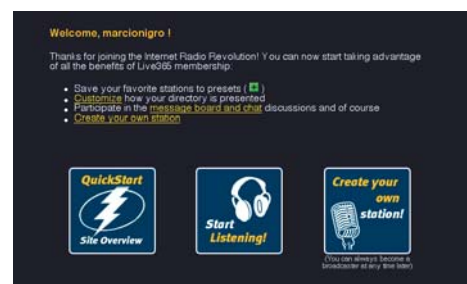 Welcome, marcionigro !
Thanks for joining the Internet Radio Revolution! You can now start taking advantage
of all the benefits of Live365 membership:
Save your favorite stations to presets ( + )
Customize how your directory is presented
Participate in the message board and chat discussions and of course
Create your own station
QuickStart
Site Overview
Start
Listening!
Create your
own
station!
(You can always become a
broadcaster at any time later)